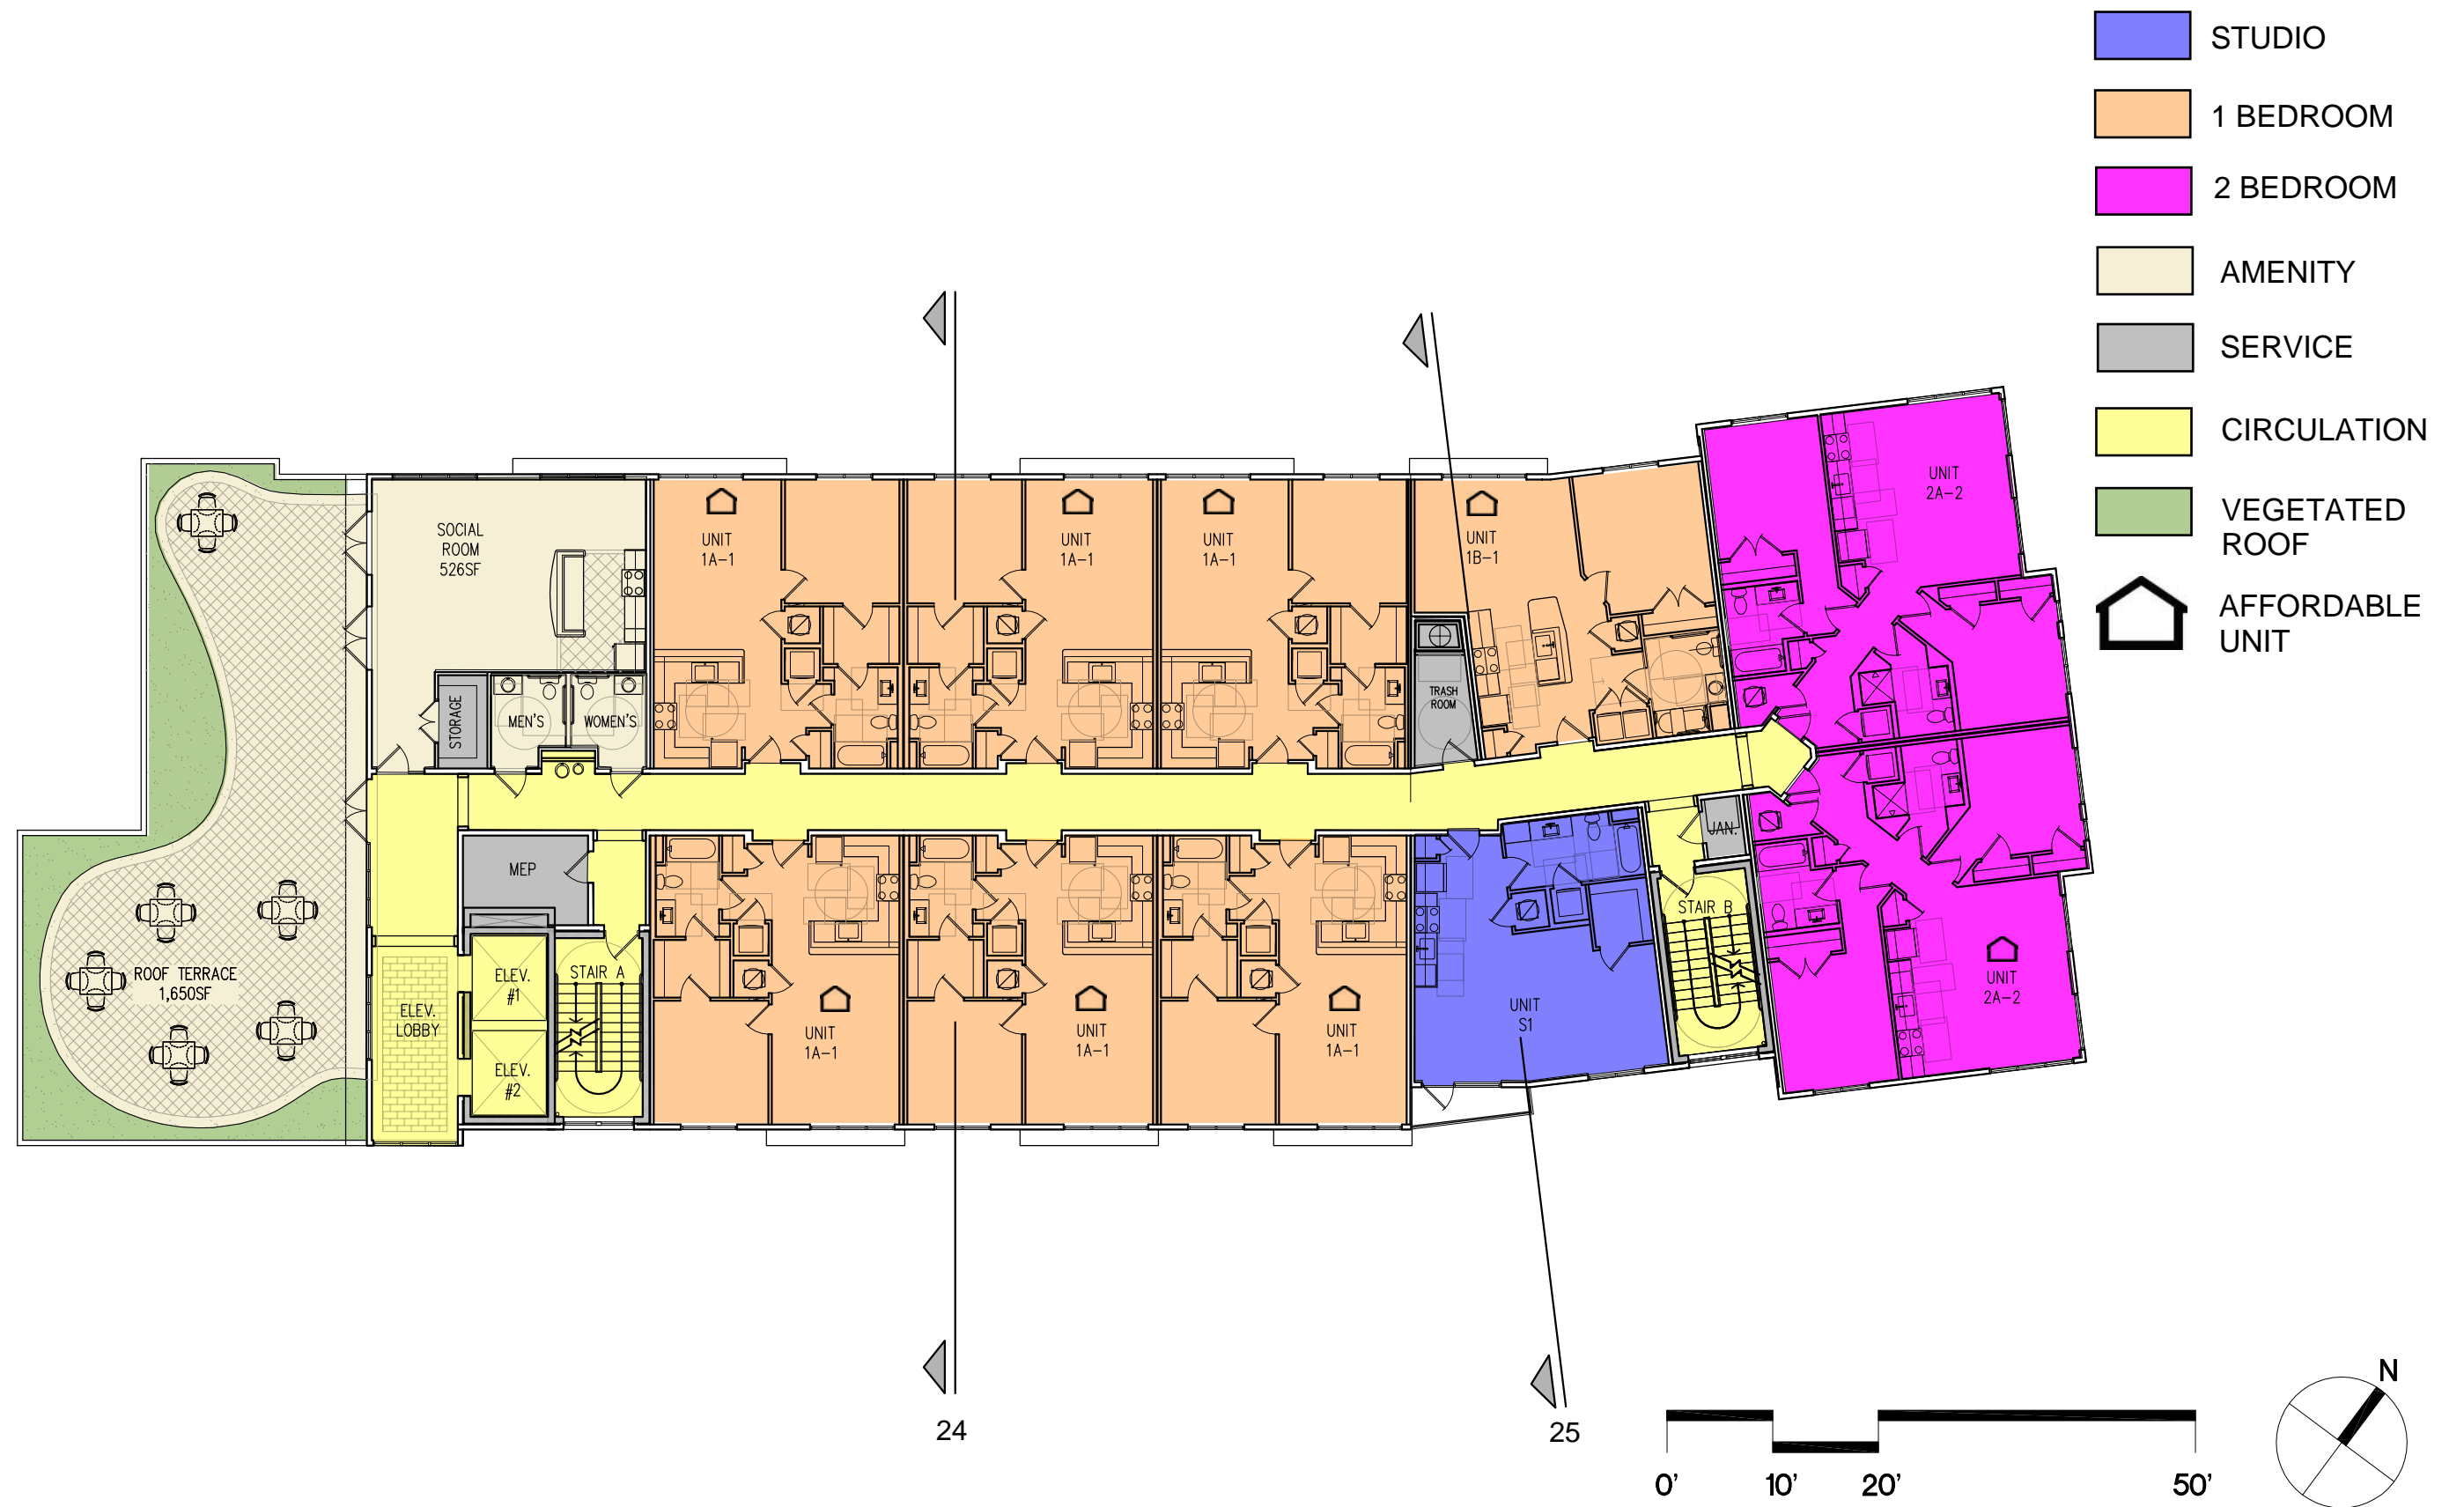 STUDIO
1 BEDROOM
2 BEDROOM
AMENITY
SERVICE
CIRCULATION
VEGETATED
ROOF
AFFORDABLE
UNIT
UNIT
2A-2
SOCIAL
ROOM
526SF
UNIT
1A-1
UNIT
1A-1
UNIT
1A-1
UNIT
1B-1
STORAGE
MEN'S
WOMEN'S
TRASH
ROOM
MEP
JAN.
STAIR B
ROOF TERRACE
1,650SF
ELEV.
LOBBY
ELEV.
#1
STAIR A
ELEV.
#2
UNIT
1A-1
UNIT
1A-1
UNIT
1A-1
UNIT
S1
UNIT
2A-2
24
25
N
0'
10'
20'
50'